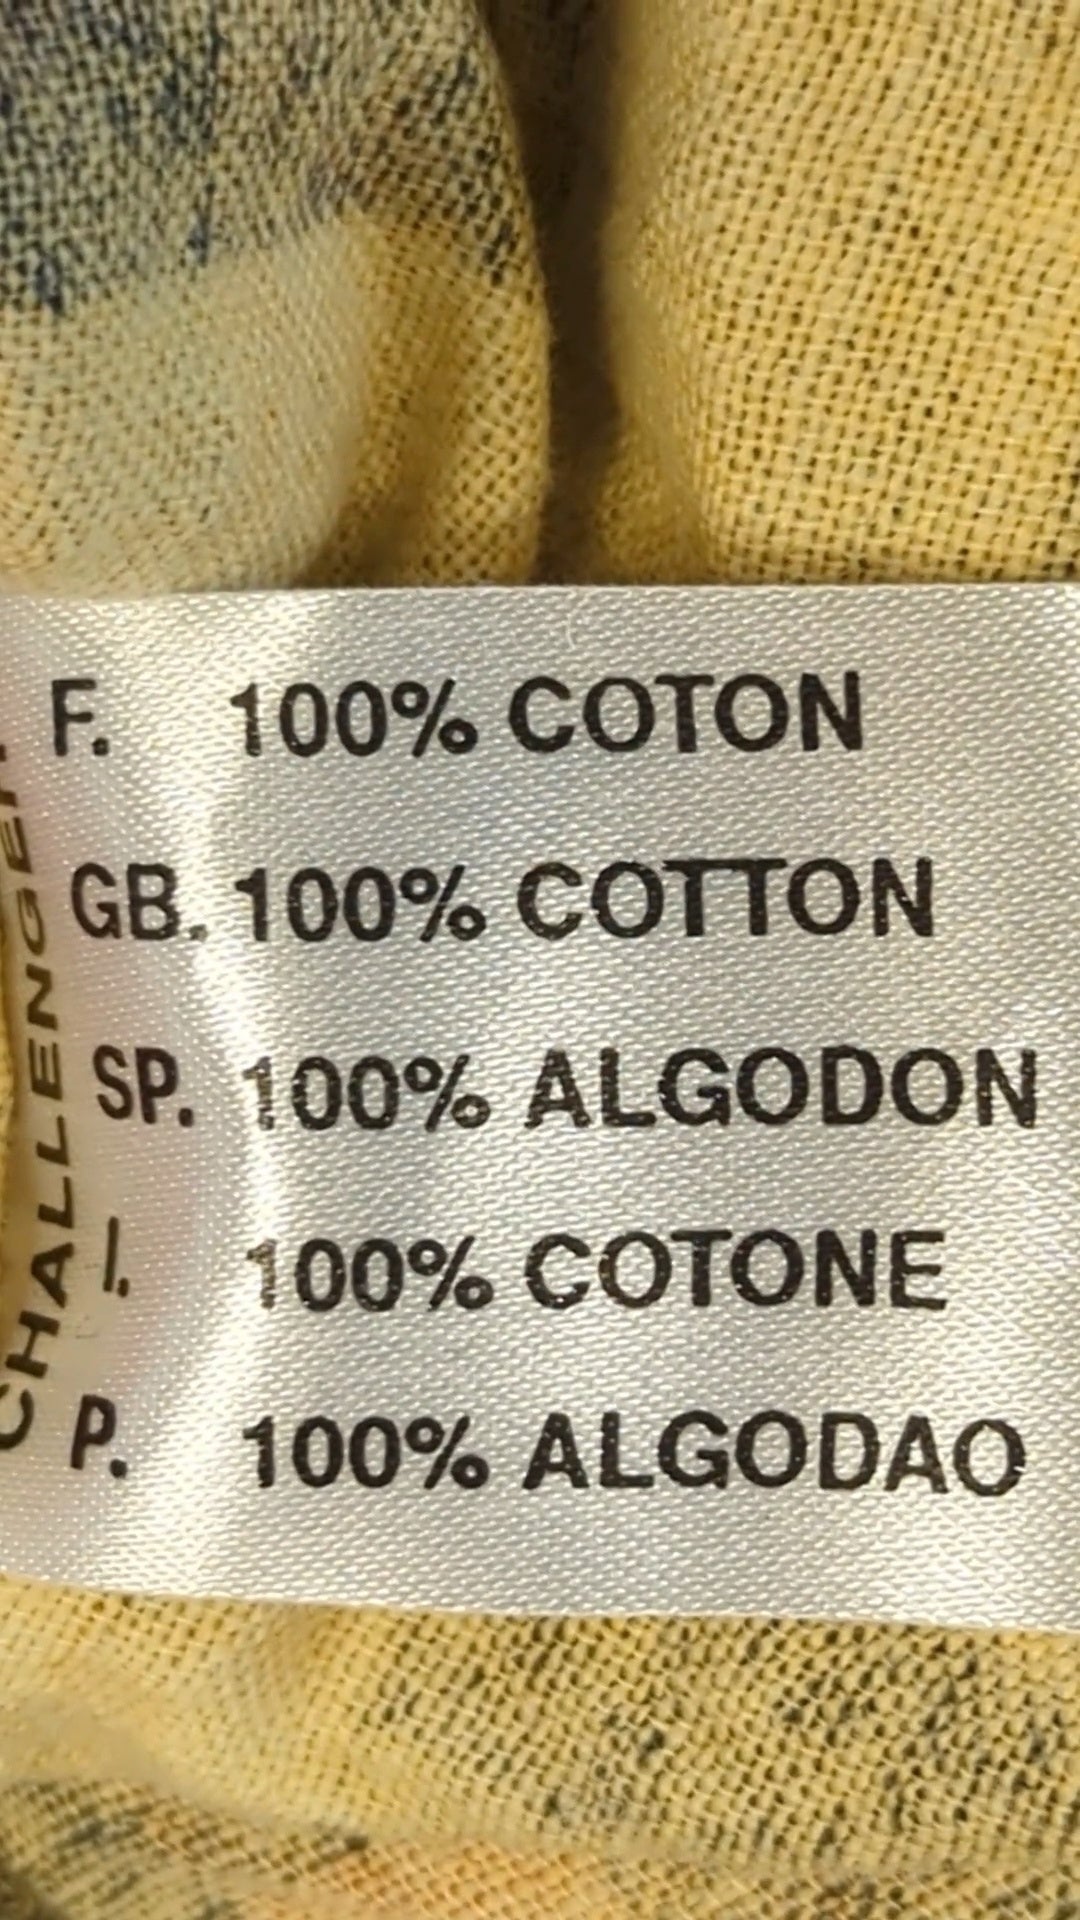 F. 100% COTON
GB. 100% COTTON
SP. 100% ALGODON
I. 100% COTONE
P. 100% ALGODAO
CHALLENGER